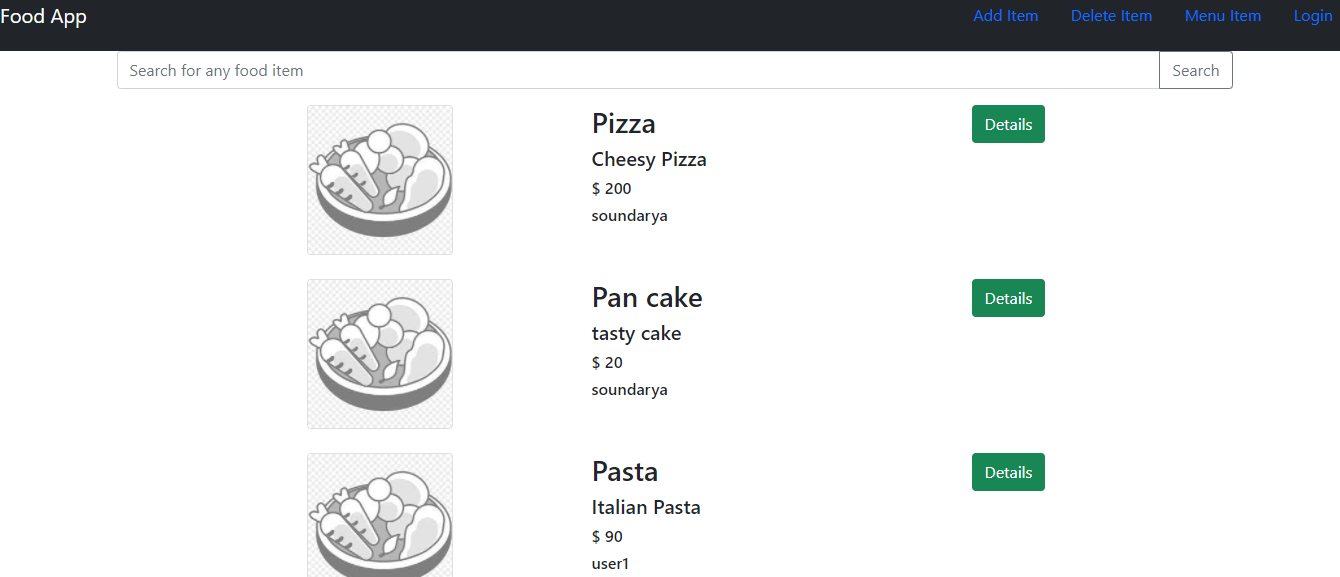 Food App Add Item Delete Item Menu Item Login
Search for any food item Search
Pizza Details
Cheesy Pizza
$ 200
soundarya
Pan cake Details
tasty cake
$ 20
soundarya
Pasta Details
Italian Pasta
$ 90
user1